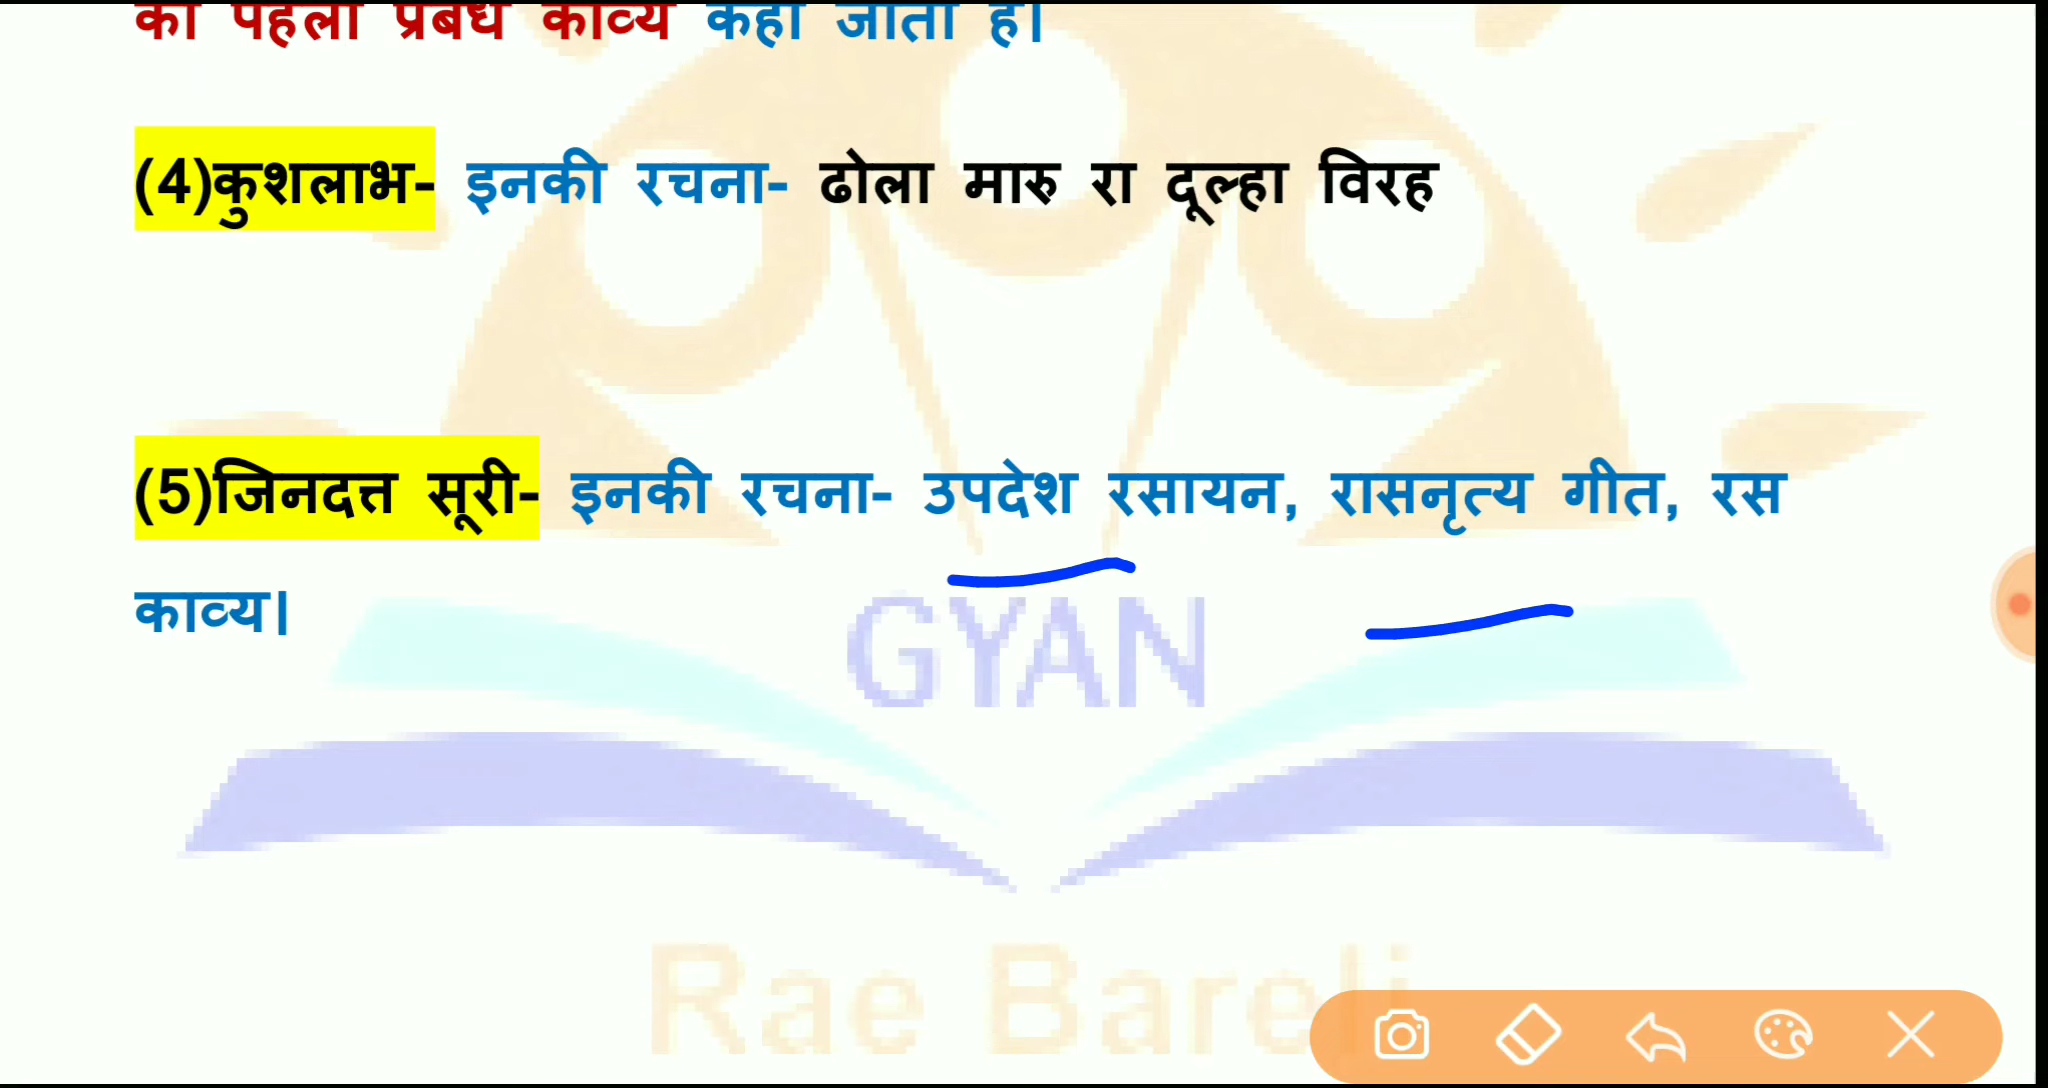 का पहला प्रबंध काव्य कहा जाता है।
(4)कुशलाभ- इनकी रचना- ढोला मारु रा दूल्हा विरह
(5)जिनदत्त सूरी- इनकी रचना- उपदेश रसायन, रासनृत्य गीत, रस
काव्य।
GYAN
Rae Bareli